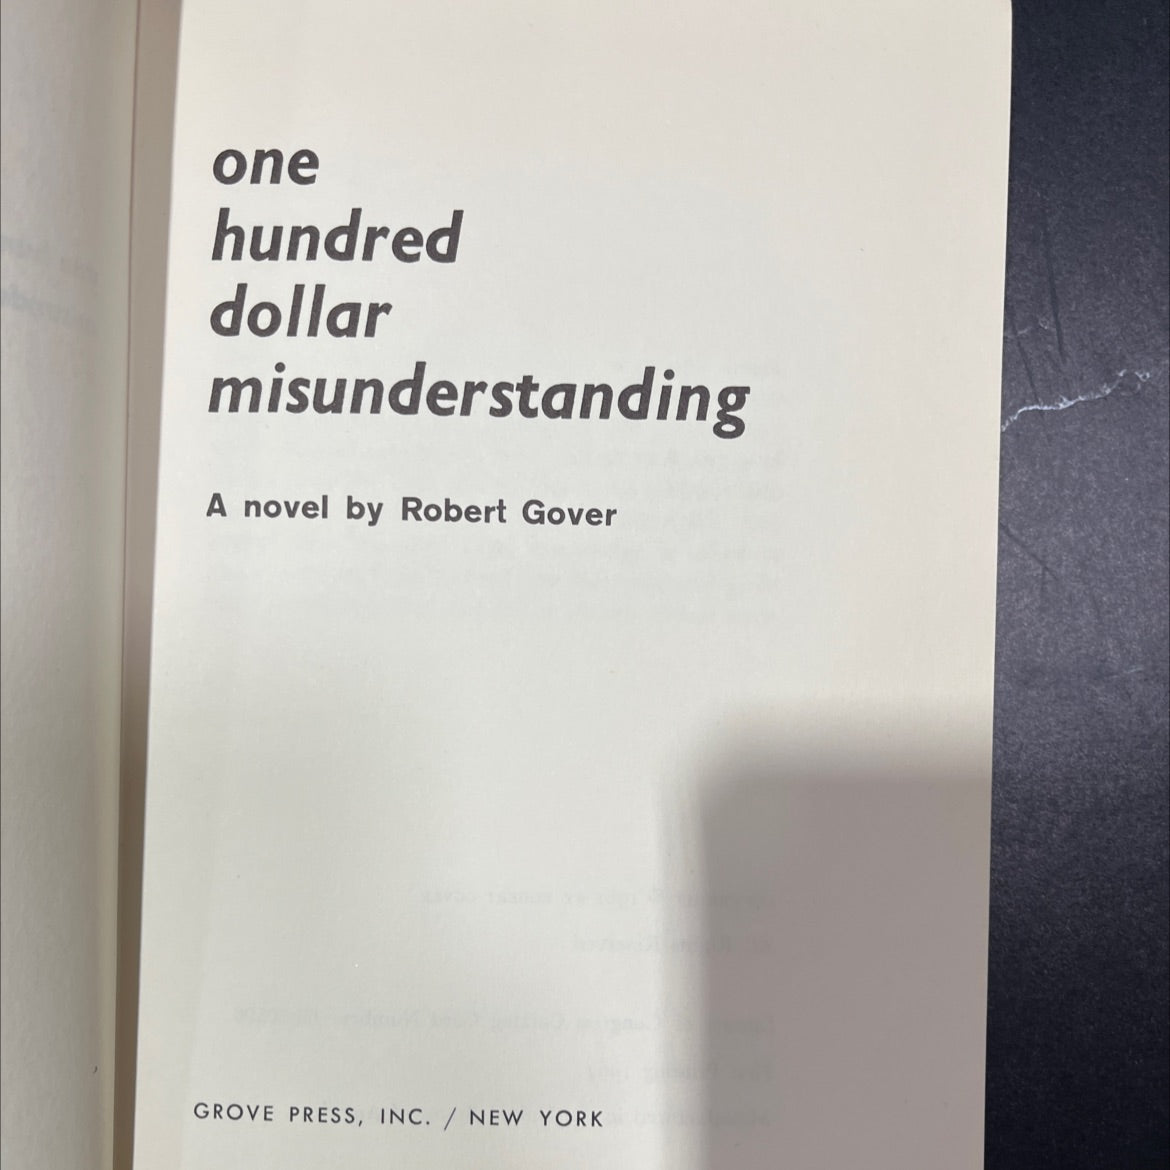 one
hundred
dollar
misunderstanding
A novel by Robert Gover
GROVE PRESS, INC. / NEW YORK